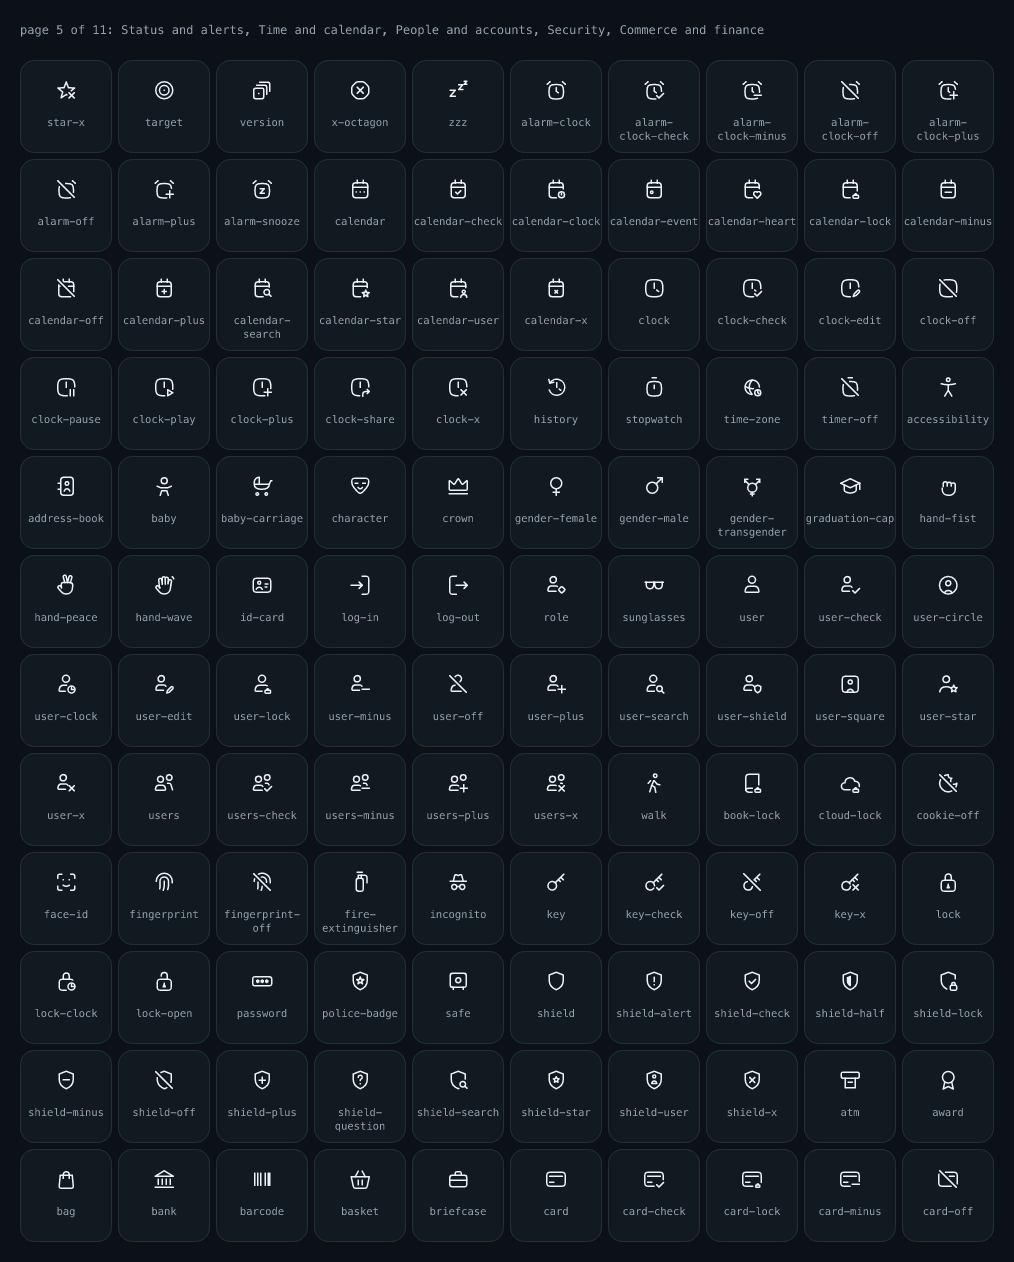 page 5 of 11: Status and alerts, Time and calendar, People and accounts, Security, Commerce and finance
star-x
target
version
x-octagon
zzz
alarm-clock
alarm-
clock-check
alarm-
clock-minus
alarm-
clock-off
alarm-
clock-plus
alarm-off
alarm-plus
alarm-snooze
calendar
calendar-check
calendar-clock
calendar-event
calendar-heart
calendar-lock
calendar-minus
calendar-off
calendar-plus
calendar-
search
calendar-star
calendar-user
calendar-x
clock
clock-check
clock-edit
clock-off
clock-pause
clock-play
clock-plus
clock-share
clock-x
history
stopwatch
time-zone
timer-off
accessibility
address-book
baby
baby-carriage
character
crown
gender-female
gender-male
gender-
transgender
graduation-cap
hand-fist
hand-peace
hand-wave
id-card
log-in
log-out
role
sunglasses
user
user-check
user-circle
user-clock
user-edit
user-lock
user-minus
user-off
user-plus
user-search
user-shield
user-square
user-star
user-x
users
users-check
users-minus
users-plus
users-x
walk
book-lock
cloud-lock
cookie-off
face-id
fingerprint
fingerprint-
off
fire-
extinguisher
incognito
key
key-check
key-off
key-x
lock
lock-clock
lock-open
password
police-badge
safe
shield
shield-alert
shield-check
shield-half
shield-lock
shield-minus
shield-off
shield-plus
shield-
question
shield-search
shield-star
shield-user
shield-x
atm
award
bag
bank
barcode
basket
briefcase
card
card-check
card-lock
card-minus
card-off